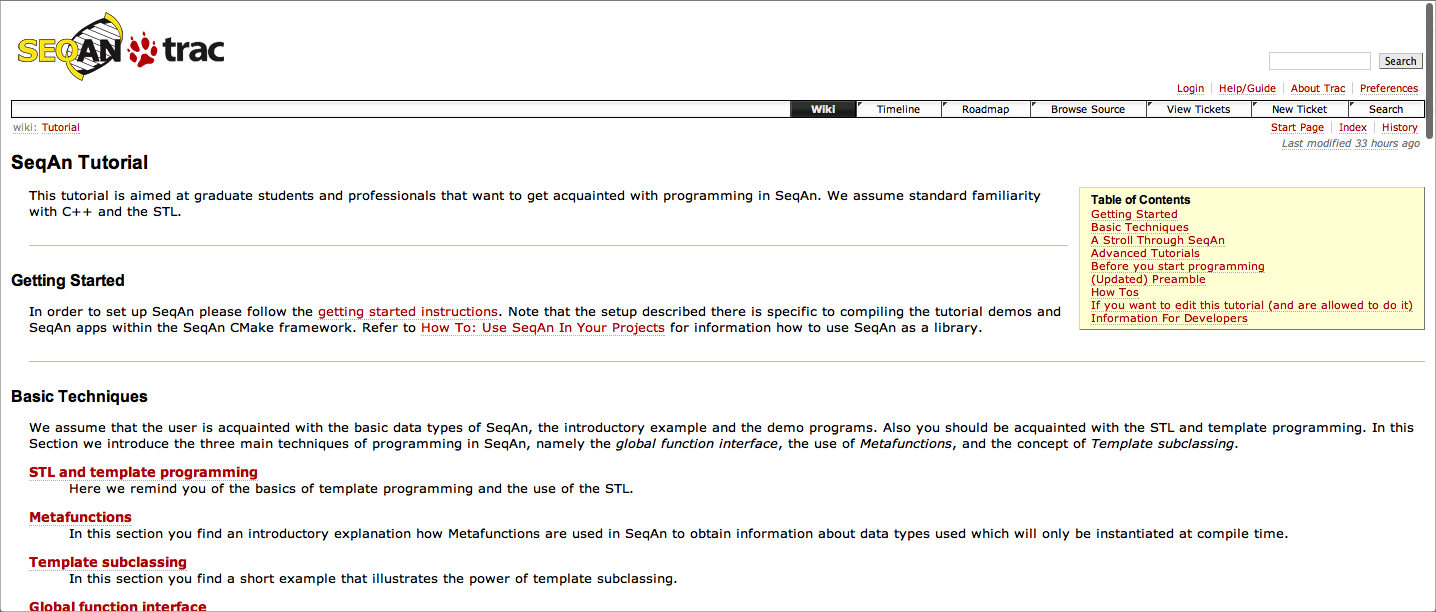 SEQAN trac
Search
Login Help/Guide About Trac Preferences
Wiki Timeline Roadmap Browse Source View Tickets New Ticket Search
wiki: Tutorial
Start Page Index History
Last modified 33 hours ago
SeqAn Tutorial
This tutorial is aimed at graduate students and professionals that want to get acquainted with programming in SeqAn. We assume standard familiarity
with C++ and the STL.
Table of Contents
Getting Started
Basic Techniques
A Stroll Through SeqAn
Advanced Tutorials
Before you start programming
(Updated) Preamble
How Tos
If you want to edit this tutorial (and are allowed to do it)
Information For Developers
Getting Started
In order to set up SeqAn please follow the getting started instructions. Note that the setup described there is specific to compiling the tutorial demos and
SeqAn apps within the SeqAn CMake framework. Refer to How To: Use SeqAn In Your Projects for information how to use SeqAn as a library.
Basic Techniques
We assume that the user is acquainted with the basic data types of SeqAn, the introductory example and the demo programs. Also you should be acquainted with the STL and template programming. In this
Section we introduce the three main techniques of programming in SeqAn, namely the global function interface, the use of Metafunctions, and the concept of Template subclassing.
STL and template programming
Here we remind you of the basics of template programming and the use of the STL.
Metafunctions
In this section you find an introductory explanation how Metafunctions are used in SeqAn to obtain information about data types used which will only be instantiated at compile time.
Template subclassing
In this section you find a short example that illustrates the power of template subclassing.
Global function interface